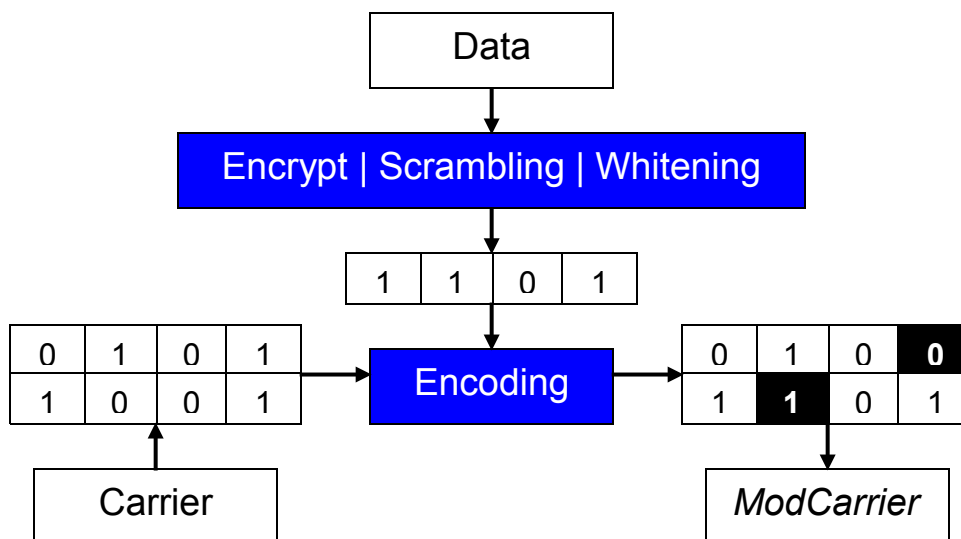 Data
Encrypt | Scrambling | Whitening
1 1 0 1
0 1 0 1
1 0 0 1
Encoding
0 1 0 0
1 1 0 1
Carrier
ModCarrier